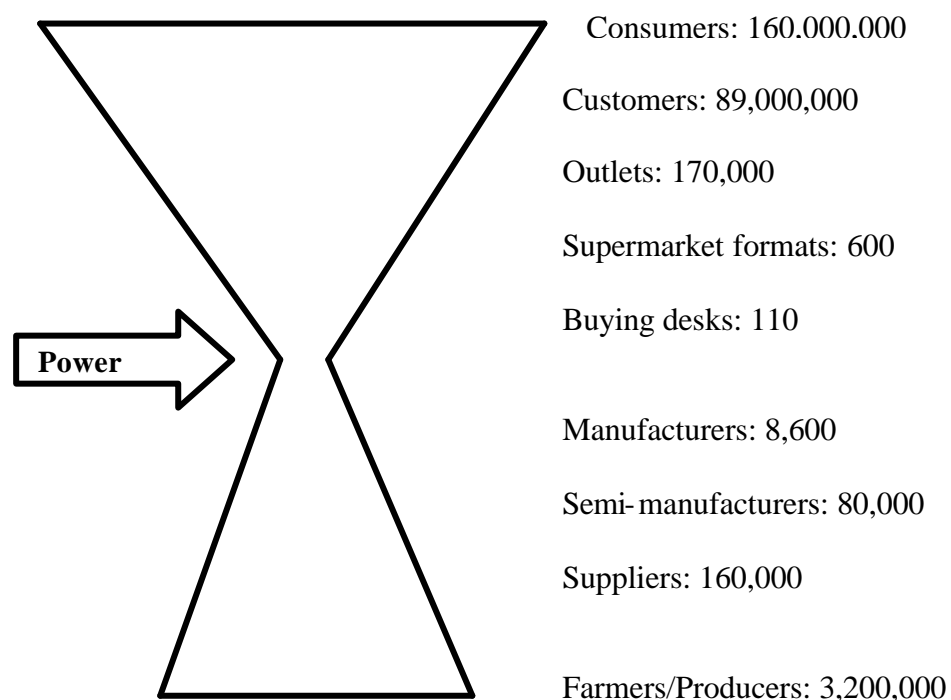 Consumers: 160.000.000
Customers: 89,000,000
Outlets: 170,000
Supermarket formats: 600
Buying desks: 110
Power
Manufacturers: 8,600
Semi-manufacturers: 80,000
Suppliers: 160,000
Farmers/Producers: 3,200,000